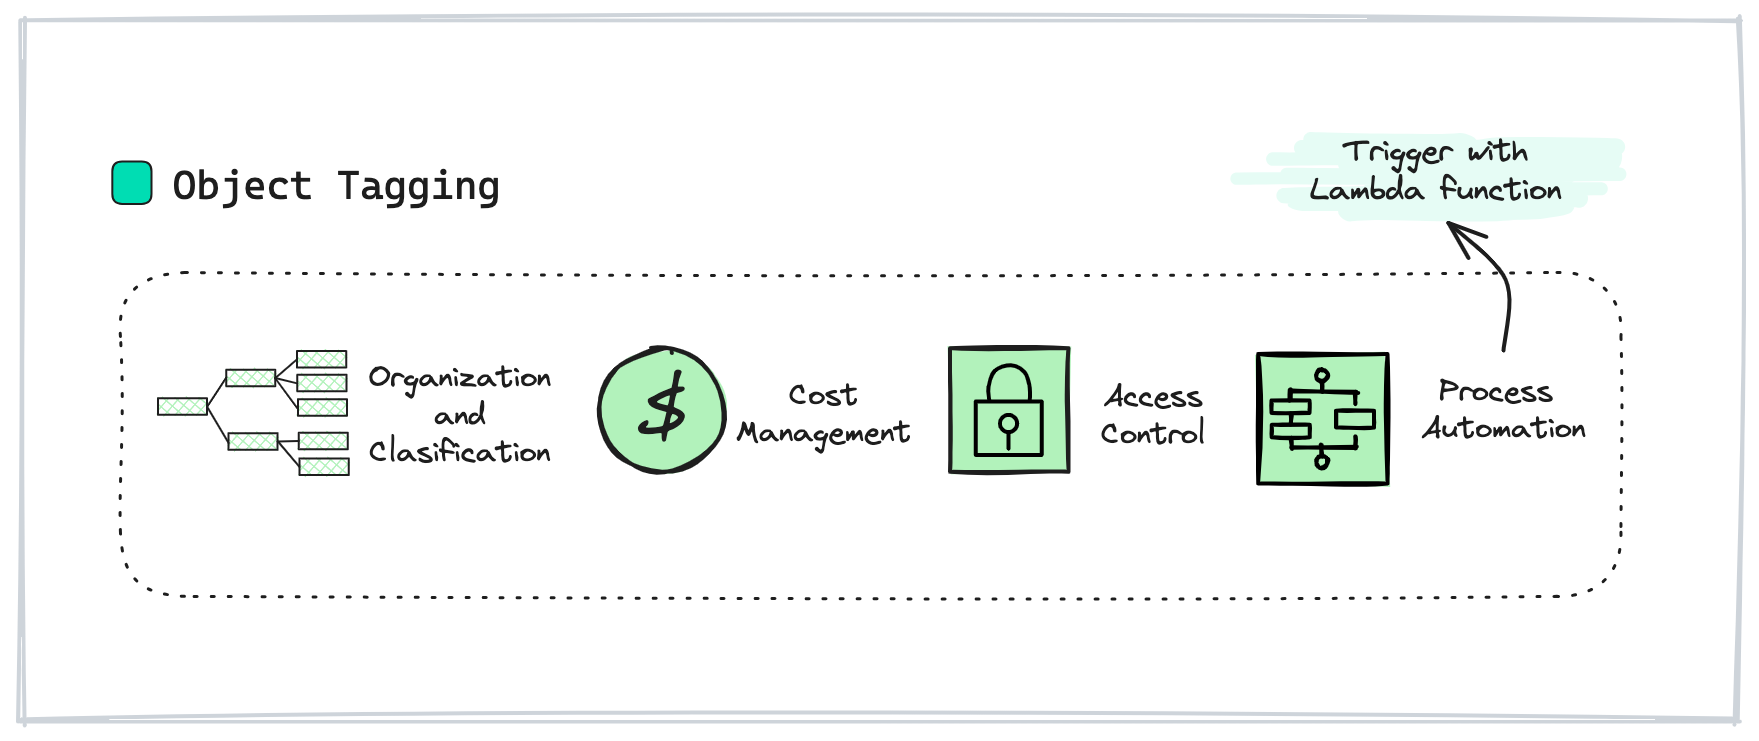 Object Tagging
Trigger with
Lambda function
Organization
and
Clasification
$
Cost
Management
Access
Control
Process
Automation